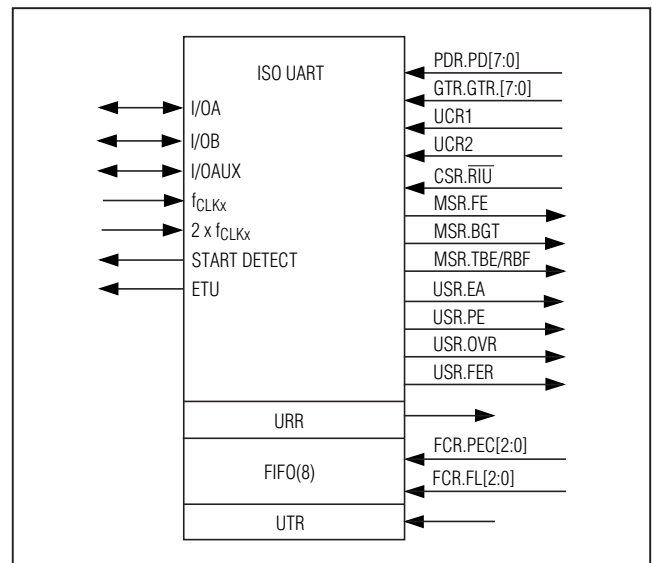 ISO UART
I/OA
I/OB
I/OAUX
fCLKx
2 x fCLKx
START DETECT
ETU
PDR.PD[7:0]
GTR.GTR.[7:0]
UCR1
UCR2
CSR.R̅I̅U̅
MSR.FE
MSR.BGT
MSR.TBE/RBF
USR.EA
USR.PE
USR.OVR
USR.FER
URR
FIFO(8)
FCR.PEC[2:0]
FCR.FL[2:0]
UTR